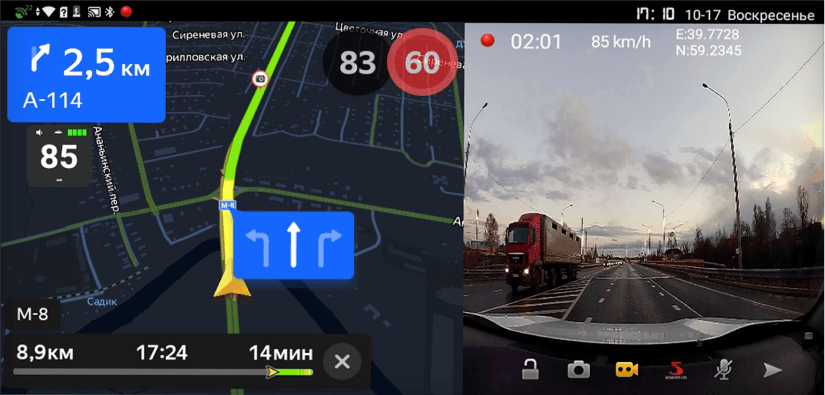 17:10 10-17 Воскресенье
Сиреневая ул.
Цветочная ул.
2,5 км
А-114
рилловская ул.
83
60
85
Ананьинский пер.
М-8
Садик
М-8
8,9км 17:24 14мин
02:01 85 km/h E:39.7728
N:59.2345